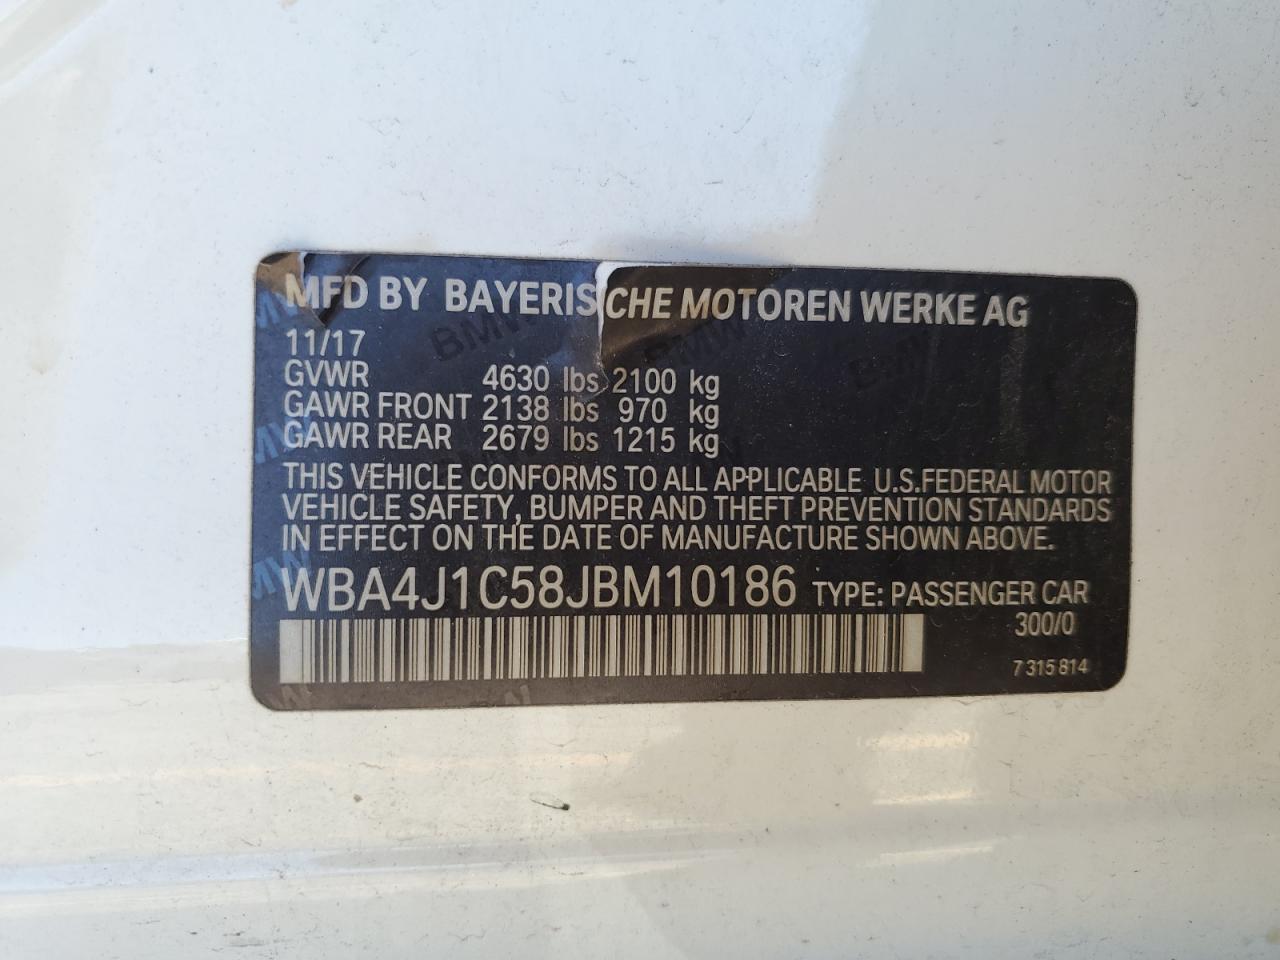 MFD BY BAYERISCHE MOTOREN WERKE AG
11/17
GVWR 4630 lbs 2100 kg
GAWR FRONT 2138 lbs 970 kg
GAWR REAR 2679 lbs 1215 kg
THIS VEHICLE CONFORMS TO ALL APPLICABLE U.S.FEDERAL MOTOR
VEHICLE SAFETY, BUMPER AND THEFT PREVENTION STANDARDS
IN EFFECT ON THE DATE OF MANUFACTURE SHOWN ABOVE.
WBA4J1C58JBM10186 TYPE: PASSENGER CAR
300/0
7 315 814